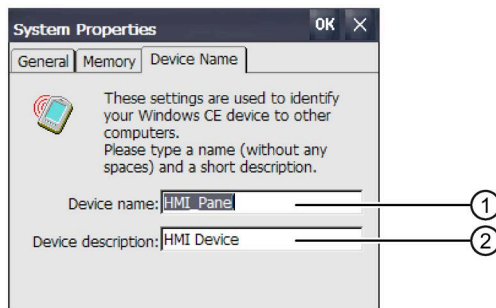 System Properties OK ×
General Memory Device Name
These settings are used to identify
your Windows CE device to other
computers.
Please type a name (without any
spaces) and a short description.
Device name: HMI_Panel 1
Device description: HMI Device 2